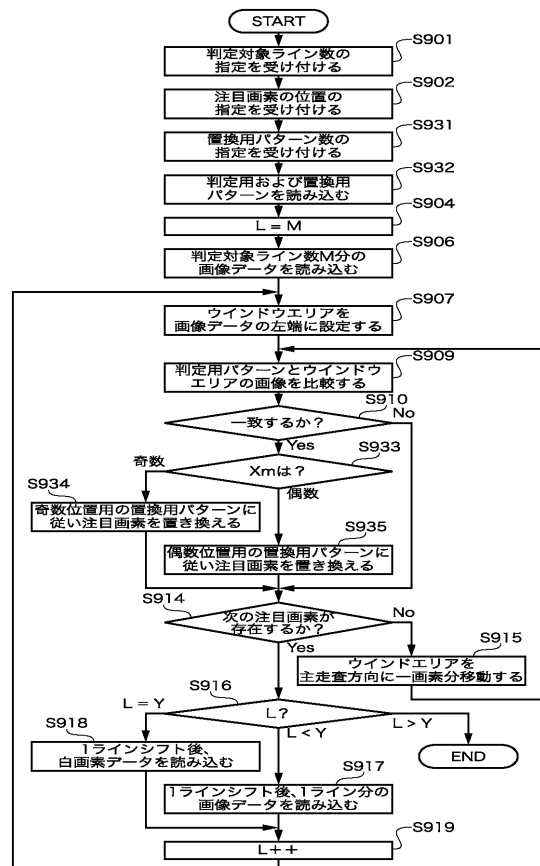 START
S901
判定対象ライン数の
指定を受け付ける
S902
注目画素の位置の
指定を受け付ける
S931
置換用パターン数の
指定を受け付ける
S932
判定用および置換用
パターンを読み込む
S904
L＝M
S906
判定対象ライン数M分の
画像データを読み込む
S907
ウインドウエリアを
画像データの左端に設定する
S909
判定用パターンとウインドウ
エリアの画像を比較する
S910
一致するか？
No
Yes
S933
Xmは？
奇数
偶数
S934
奇数位置用の置換用パターンに
従い注目画素を置き換える
S935
偶数位置用の置換用パターンに
従い注目画素を置き換える
S914
次の注目画素が
存在するか？
No
Yes
S915
ウインドエリアを
主走査方向に一画素分移動する
S916
L？
L＝Y
L＜Y
L＞Y
S918
1ラインシフト後、
白画素データを読み込む
END
S917
1ラインシフト後、1ライン分の
画像データを読み込む
S919
L＋＋